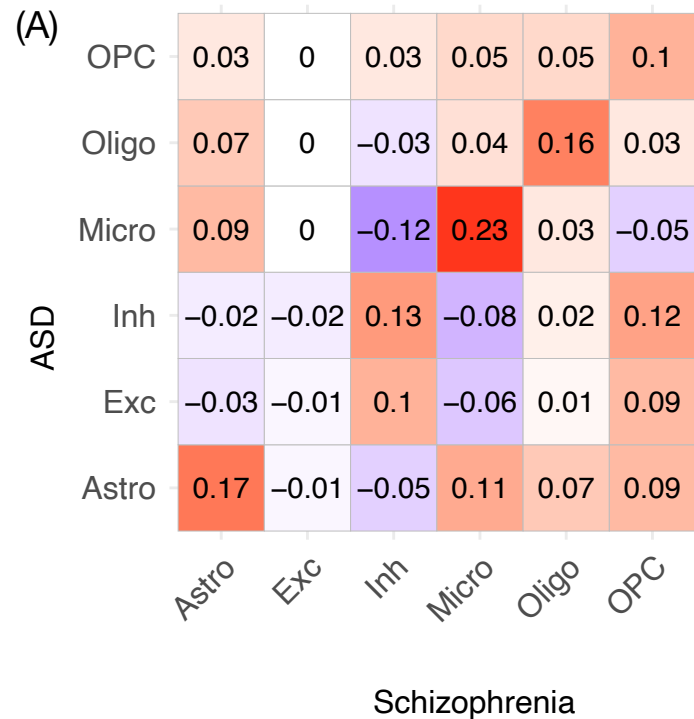 (A)
OPC 0.03 0 0.03 0.05 0.05 0.1
Oligo 0.07 0 −0.03 0.04 0.16 0.03
Micro 0.09 0 −0.12 0.23 0.03 −0.05
Inh −0.02 −0.02 0.13 −0.08 0.02 0.12
Exc −0.03 −0.01 0.1 −0.06 0.01 0.09
Astro 0.17 −0.01 −0.05 0.11 0.07 0.09
ASD
Astro Exc Inh Micro Oligo OPC
Schizophrenia